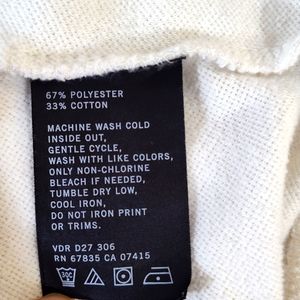 67% POLYESTER
33% COTTON
MACHINE WASH COLD
INSIDE OUT,
GENTLE CYCLE,
WASH WITH LIKE COLORS,
ONLY NON-CHLORINE
BLEACH IF NEEDED,
TUMBLE DRY LOW,
COOL IRON,
DO NOT IRON PRINT
OR TRIMS.
VDR D27 306
RN 67835 CA 07415